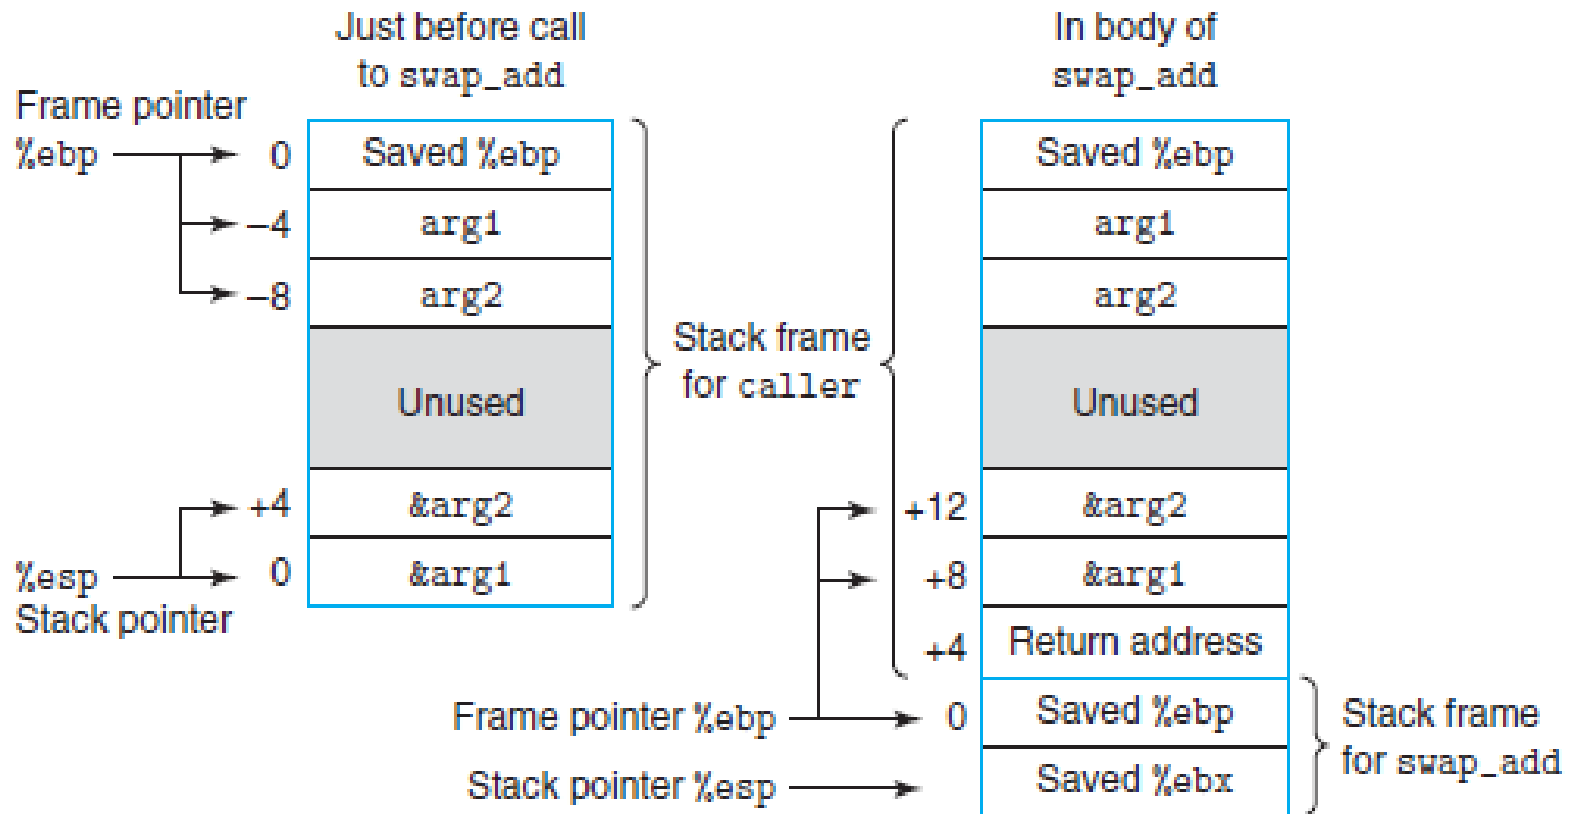 Just before call
to swap_add
In body of
swap_add
Frame pointer
%ebp
0
Saved %ebp
Saved %ebp
-4
arg1
arg1
-8
arg2
arg2
Stack frame
for caller
Unused
Unused
+4
&arg2
+12
&arg2
%esp
0
&arg1
+8
&arg1
Stack pointer
+4
Return address
Frame pointer %ebp
0
Saved %ebp
Stack frame
for swap_add
Stack pointer %esp
Saved %ebx